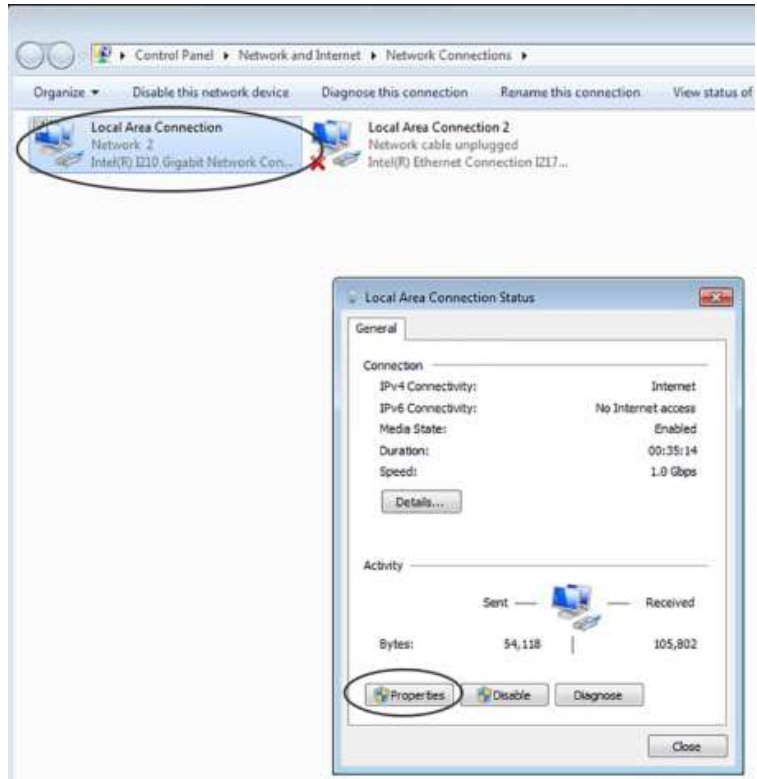 Control Panel ▸ Network and Internet ▸ Network Connections ▸
Organize ▾ Disable this network device Diagnose this connection Rename this connection View status of
Local Area Connection
Network 2
Intel(R) I210 Gigabit Network Con...
Local Area Connection 2
Network cable unplugged
Intel(R) Ethernet Connection I217...
Local Area Connection Status
General
Connection
IPv4 Connectivity: Internet
IPv6 Connectivity: No Internet access
Media State: Enabled
Duration: 00:35:14
Speed: 1.0 Gbps
Details...
Activity
Sent Received
Bytes: 54,118 105,802
Properties Disable Diagnose
Close